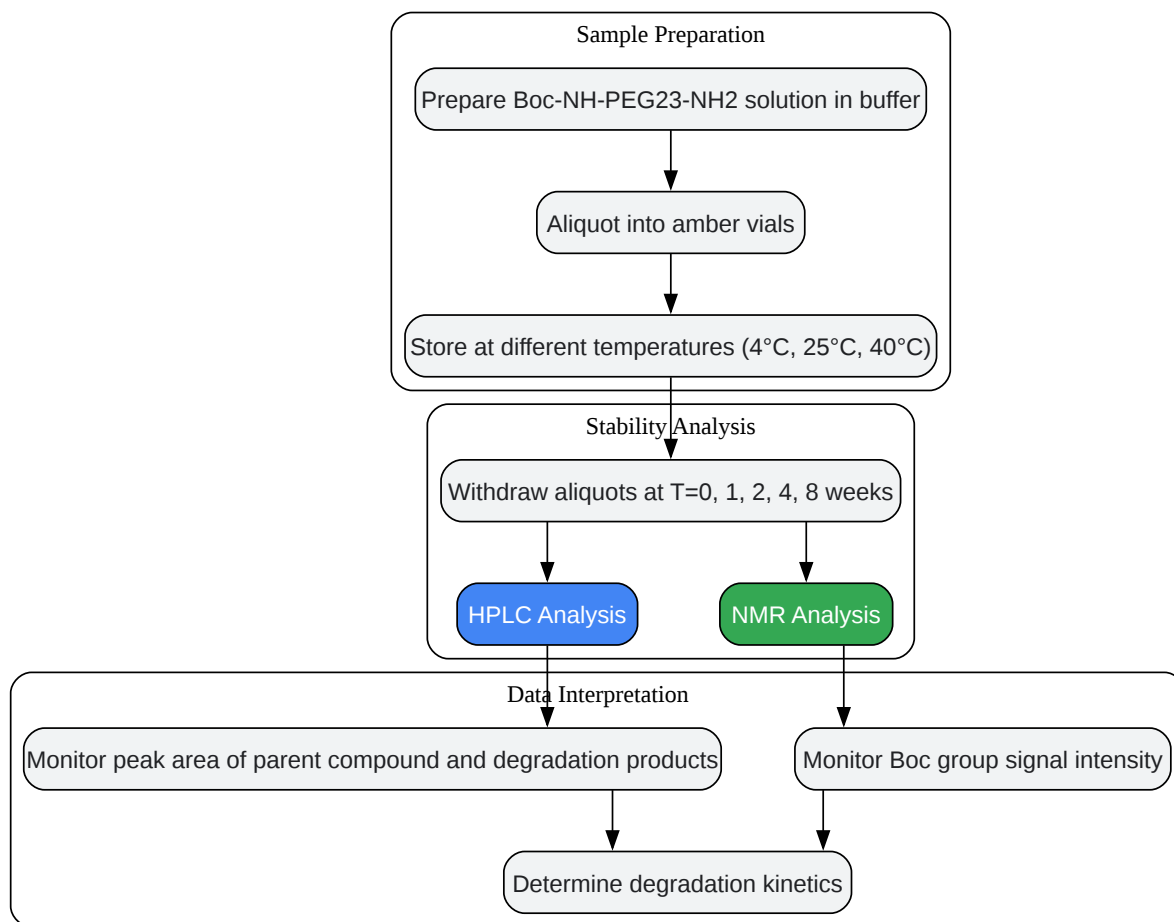 Sample Preparation
Prepare Boc-NH-PEG23-NH2 solution in buffer
Aliquot into amber vials
Store at different temperatures (4°C, 25°C, 40°C)
Stability Analysis
Withdraw aliquots at T=0, 1, 2, 4, 8 weeks
HPLC Analysis
NMR Analysis
Data Interpretation
Monitor peak area of parent compound and degradation products
Monitor Boc group signal intensity
Determine degradation kinetics